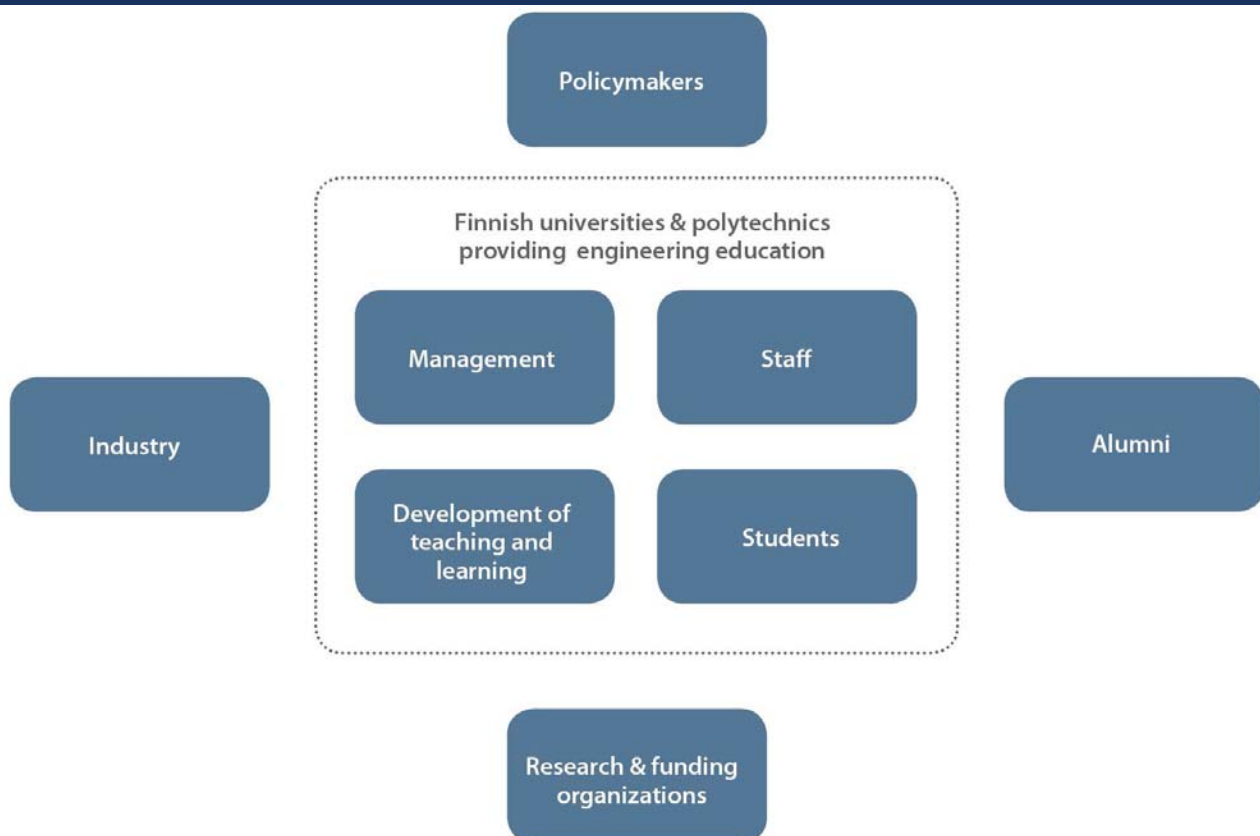 Policymakers
Finnish universities & polytechnics
providing engineering education
Management
Staff
Industry
Alumni
Development of
teaching and
learning
Students
Research & funding
organizations